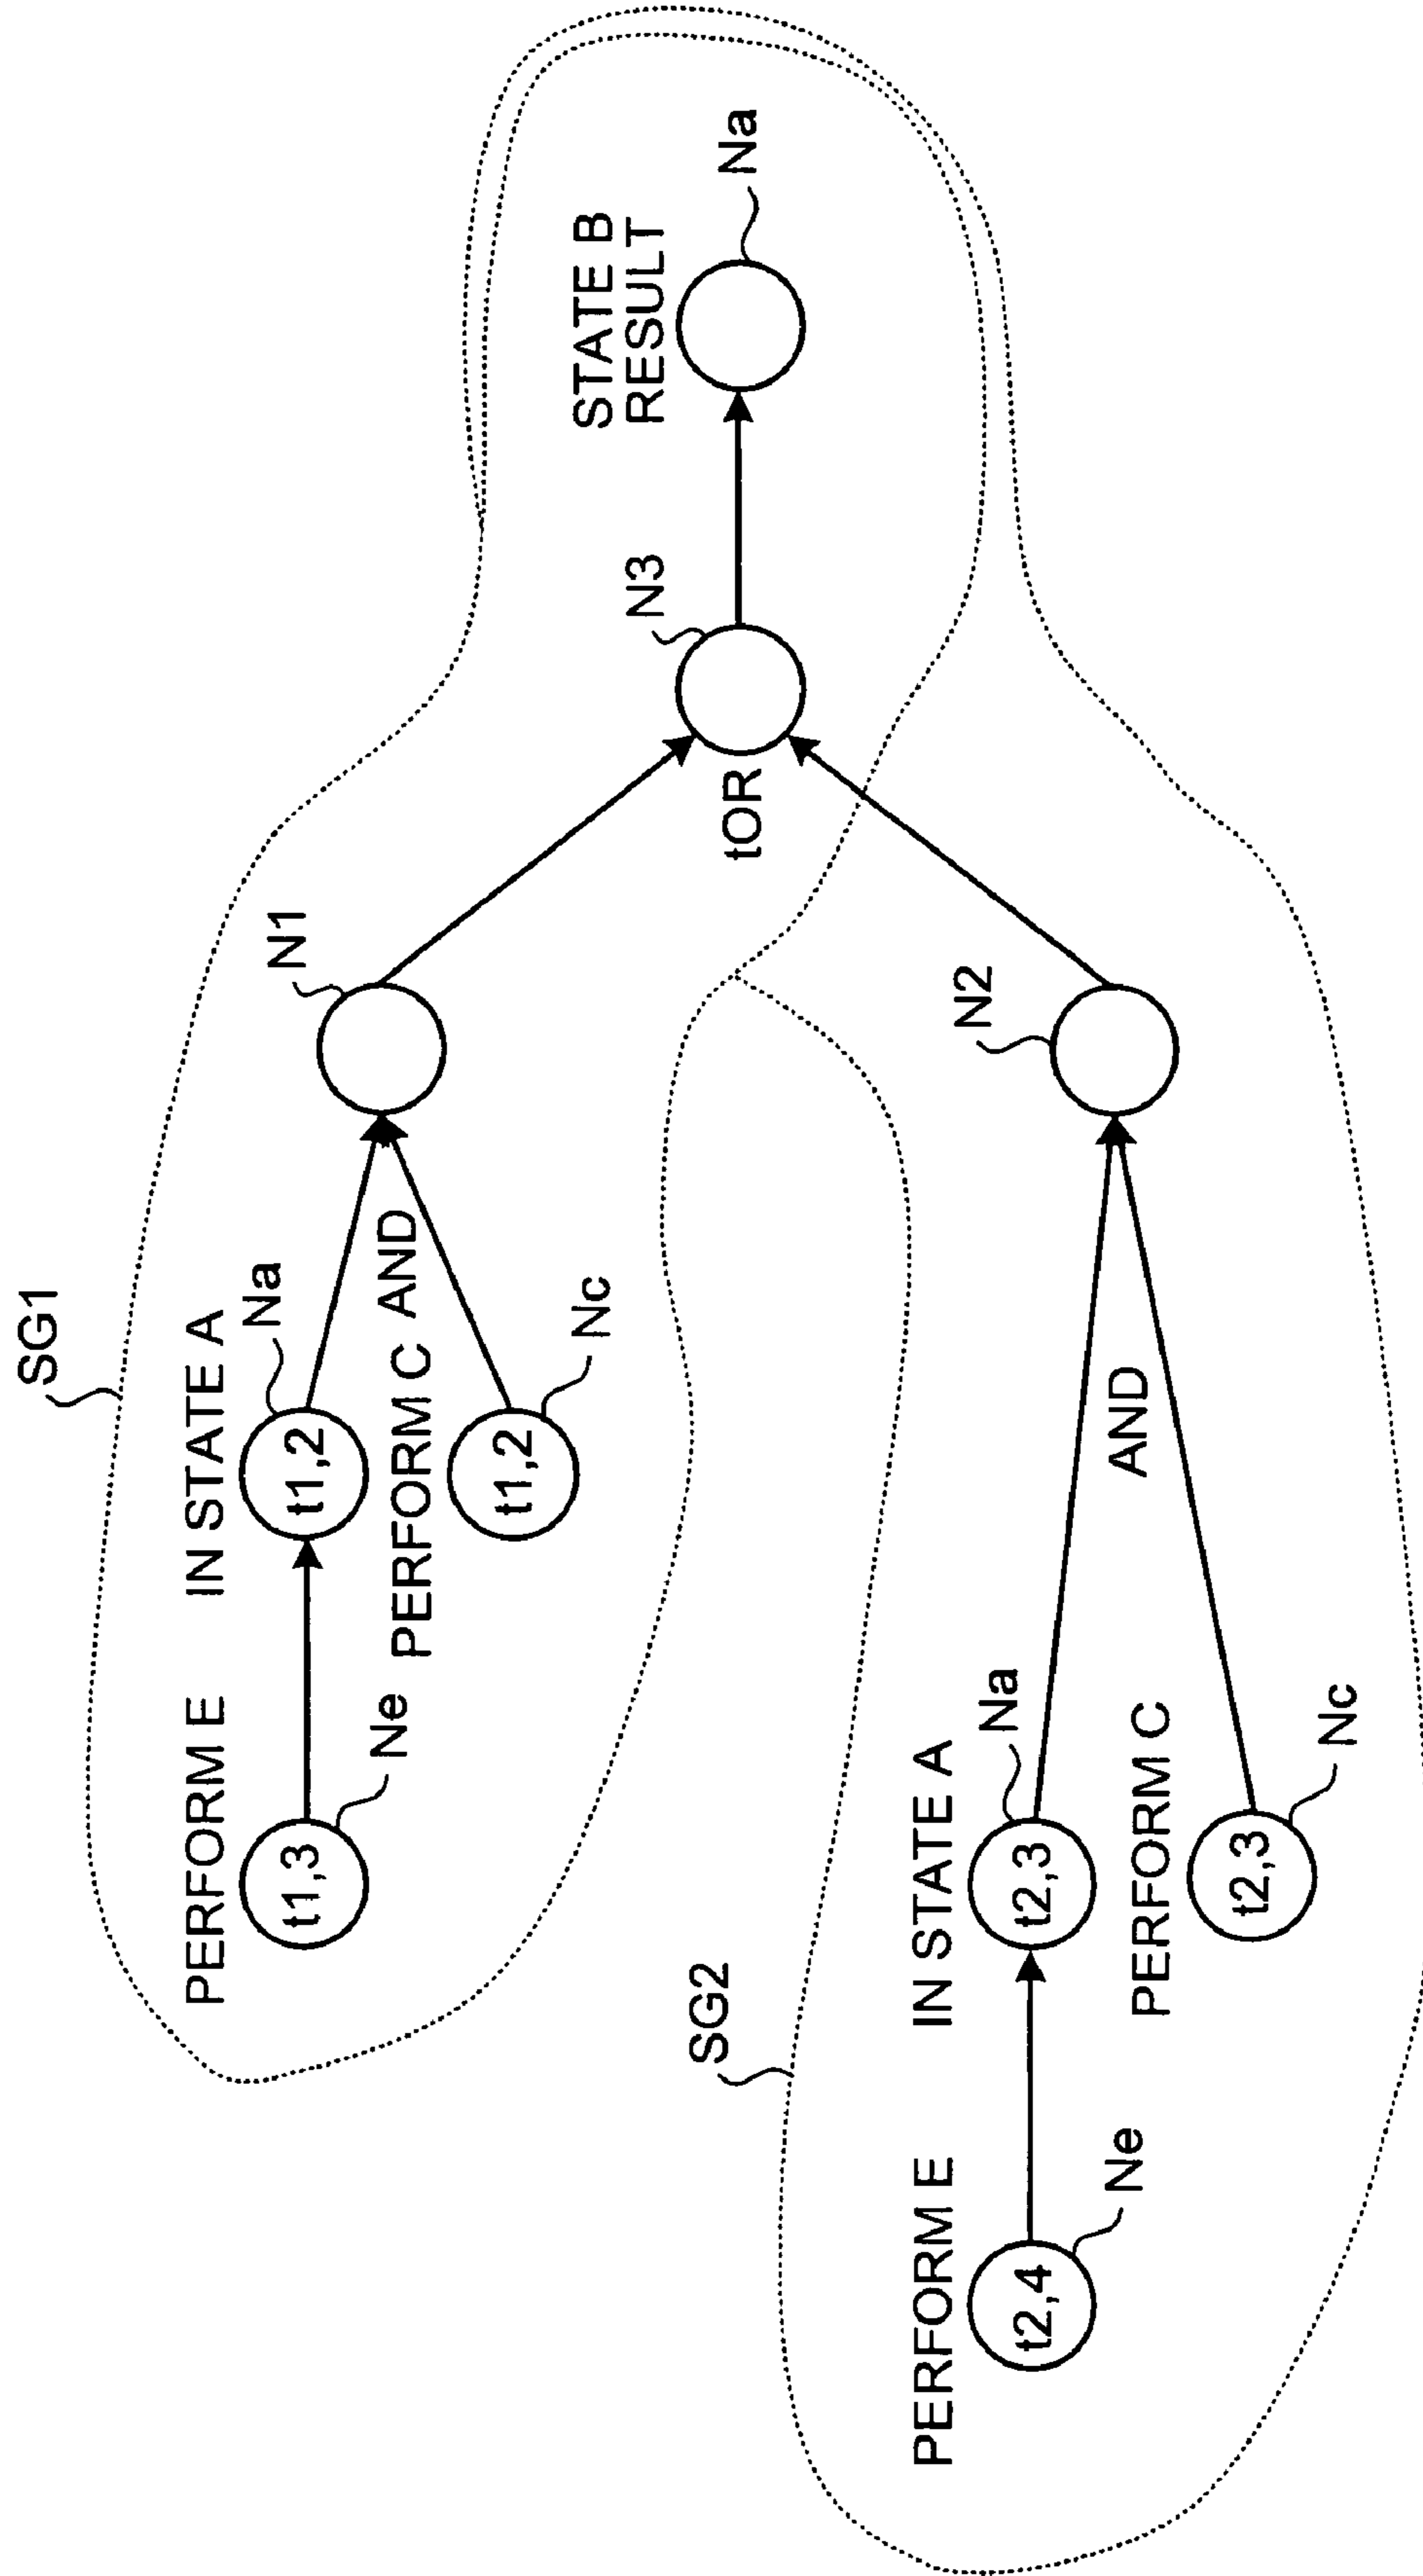 SG1
PERFORM E
IN STATE A
t1,3
Ne
t1,2
Na
PERFORM C
AND
t1,2
Nc
N1
N3
tOR
STATE B
RESULT
Na
SG2
PERFORM E
IN STATE A
t2,4
Ne
t2,3
Na
AND
PERFORM C
t2,3
Nc
N2